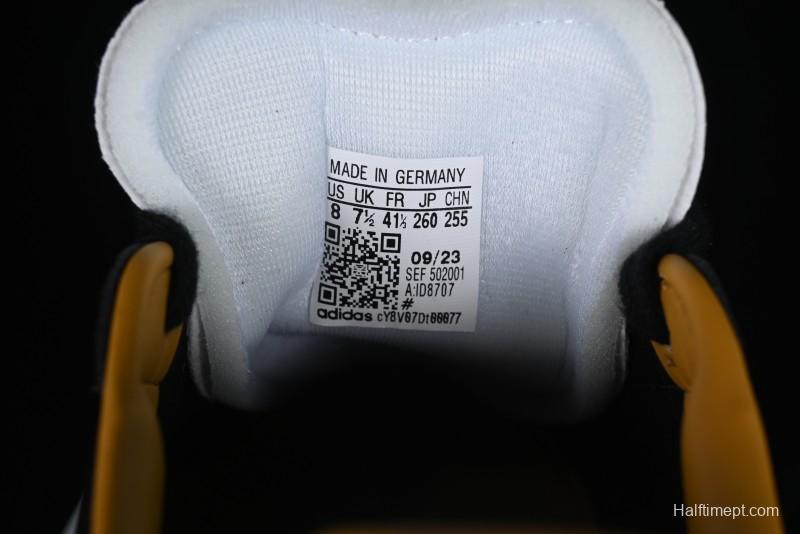 MADE IN GERMANY
US UK FR JP CHN
8 7½ 41⅓ 260 255
09/23
SEF 502001
A:ID8707
#
adidas cY8V07Dt00077
Halftimept.com